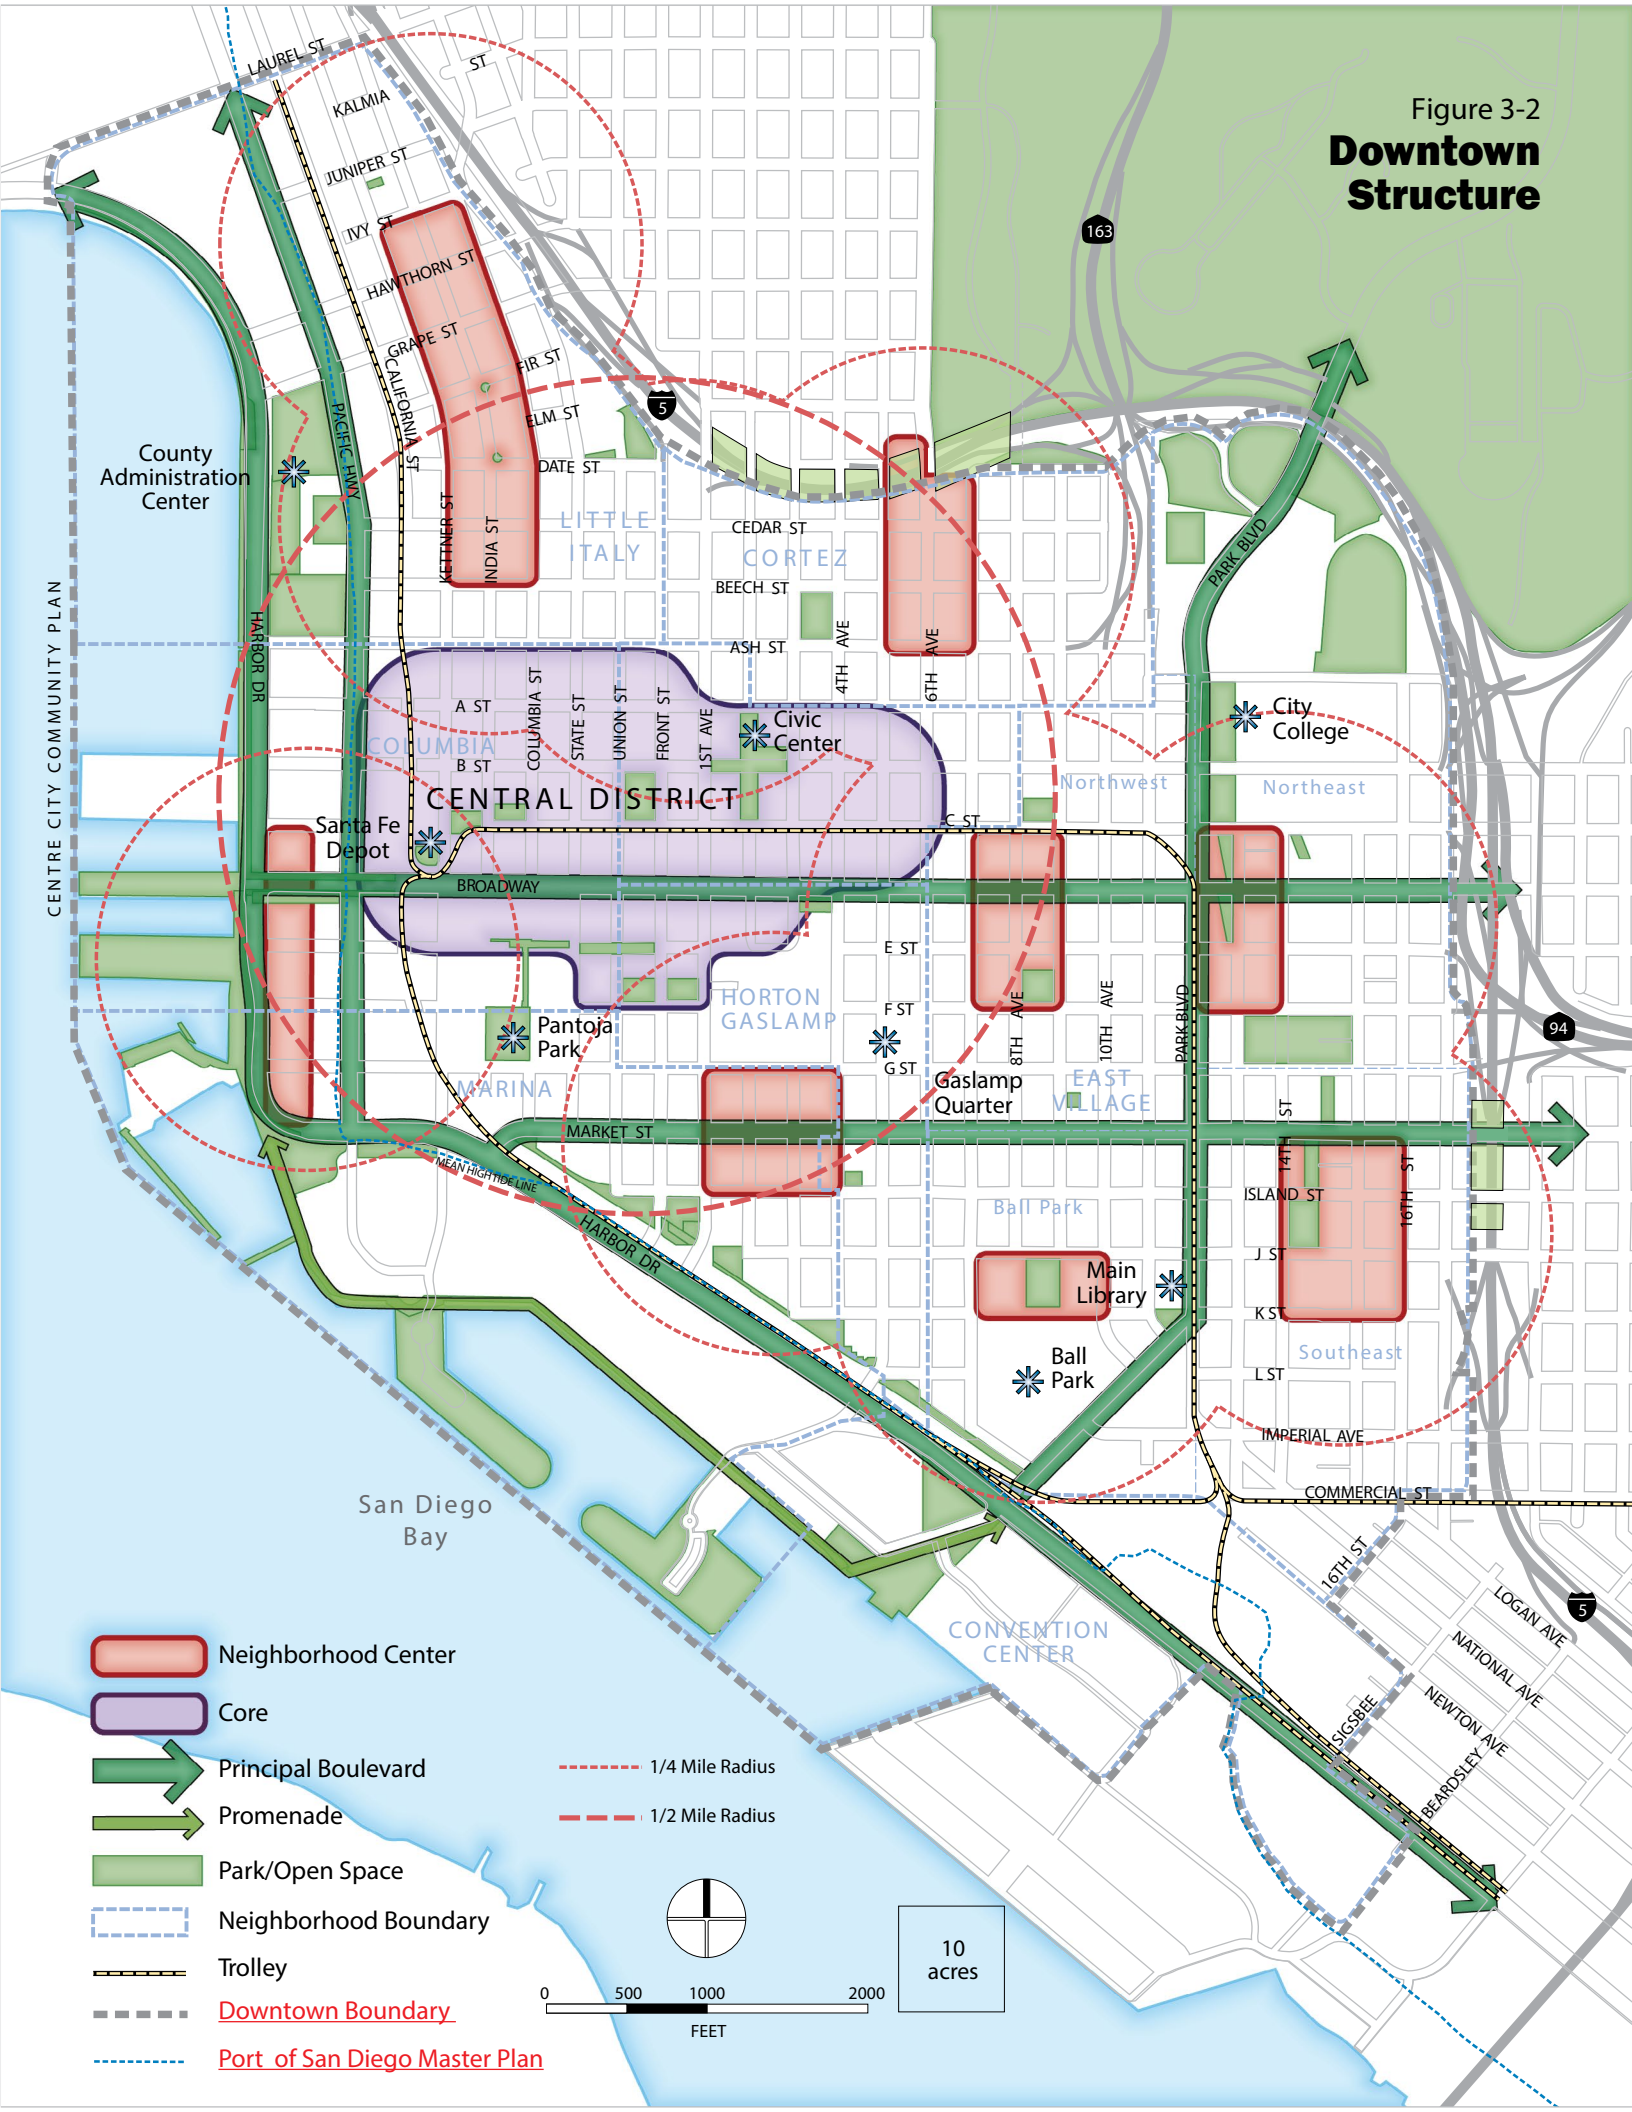 Figure 3-2
Downtown
Structure
LAUREL ST
ST
KALMIA
JUNIPER ST
IVY ST
HAWTHORN ST
GRAPE ST
CALIFORNIA ST
FIR ST
ELM ST
DATE ST
PACIFIC HWY
163
5
County
Administration
Center
KETTNER ST
INDIA ST
LITTLE
ITALY
CEDAR ST
CORTEZ
BEECH ST
ASH ST
4TH AVE
6TH AVE
PARK BLVD
HARBOR DR
CENTRE CITY COMMUNITY PLAN
A ST
COLUMBIA
B ST
COLUMBIA ST
STATE ST
UNION ST
FRONT ST
1ST AVE
Civic
Center
City
College
Northwest
Northeast
CENTRAL DISTRICT
Santa Fe
Depot
C ST
BROADWAY
E ST
F ST
G ST
HORTON
GASLAMP
Pantoja
Park
MARINA
8TH AVE
10TH AVE
PARK BLVD
94
Gaslamp
Quarter
EAST
VILLAGE
MARKET ST
MEAN HIGH TIDE LINE
14TH ST
16TH ST
ISLAND ST
Ball Park
J ST
Main
Library
K ST
HARBOR DR
Southeast
Ball
Park
L ST
IMPERIAL AVE
COMMERCIAL ST
San Diego
Bay
16TH ST
LOGAN AVE
5
NATIONAL AVE
NEWTON AVE
SIGSBEE
BEARDSLEY
CONVENTION
CENTER
Neighborhood Center
Core
Principal Boulevard
Promenade
Park/Open Space
Neighborhood Boundary
Trolley
Downtown Boundary
Port of San Diego Master Plan
1/4 Mile Radius
1/2 Mile Radius
0 500 1000 2000
FEET
10
acres